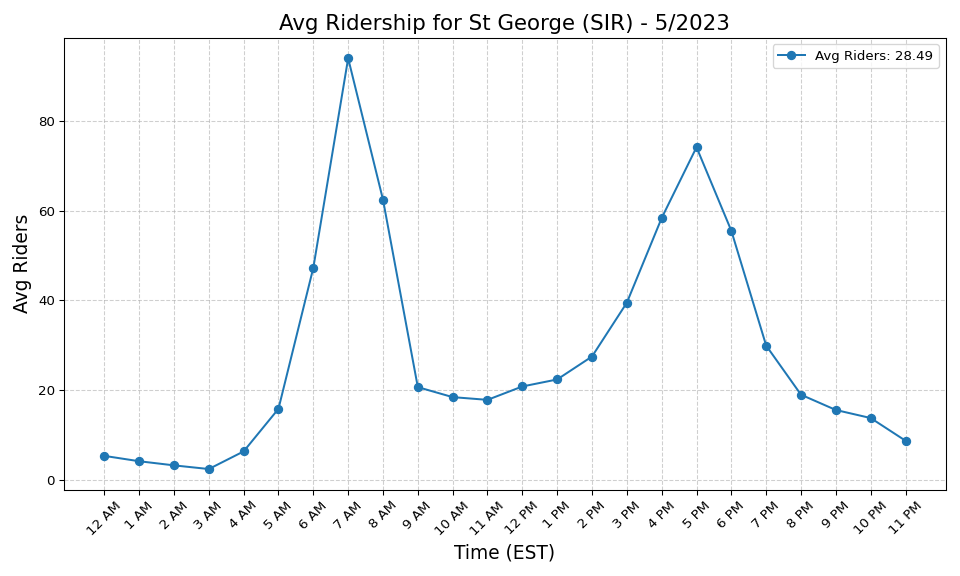 Avg Ridership for St George (SIR) - 5/2023
Avg Riders: 28.49
Avg Riders
80
60
40
20
0
12 AM 1 AM 2 AM 3 AM 4 AM 5 AM 6 AM 7 AM 8 AM 9 AM 10 AM 11 AM 12 PM 1 PM 2 PM 3 PM 4 PM 5 PM 6 PM 7 PM 8 PM 9 PM 10 PM 11 PM
Time (EST)